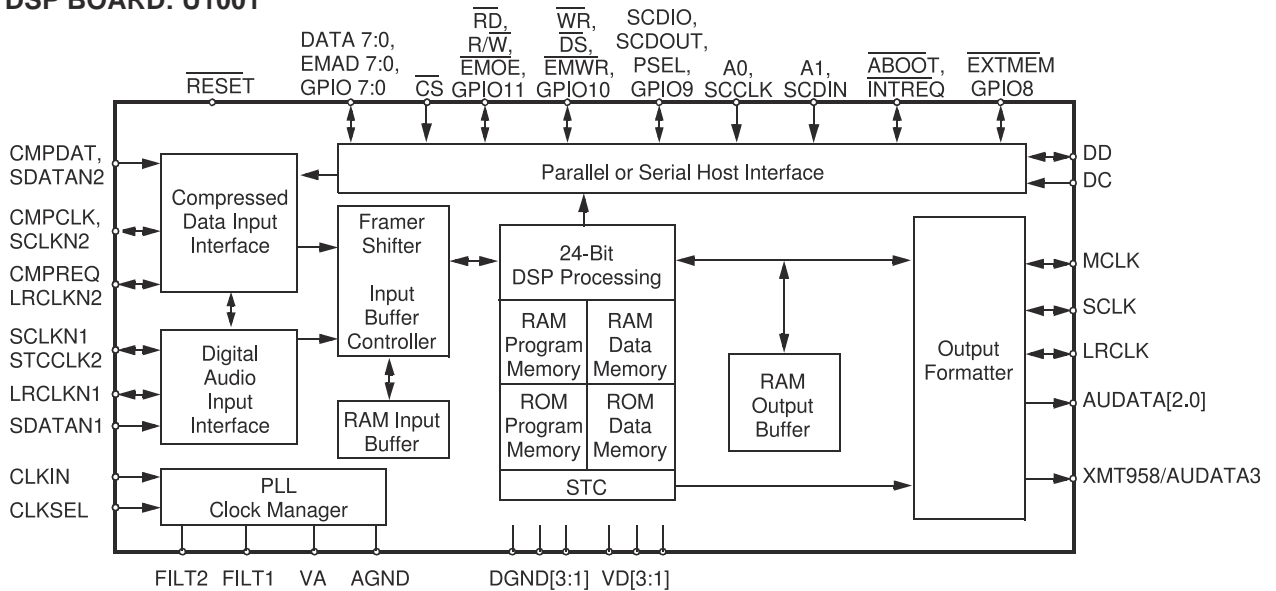 DSP BOARD: U1001
RD,
R/W,
EMOE,
GPIO11
WR,
DS,
EMWR,
GPIO10
SCDIO,
SCDOUT,
PSEL,
GPIO9
DATA 7:0,
EMAD 7:0,
GPIO 7:0
RESET
CS
A0,
SCCLK
A1,
SCDIN
ABOOT,
INTREQ
EXTMEM
GPIO8
CMPDAT,
SDATAN2
CMPCLK,
SCLKN2
CMPREQ
LRCLKN2
SCLKN1
STCCLK2
LRCLKN1
SDATAN1
CLKIN
CLKSEL
Compressed
Data Input
Interface
Digital
Audio
Input
Interface
PLL
Clock Manager
Parallel or Serial Host Interface
Framer
Shifter
Input
Buffer
Controller
RAM Input
Buffer
24-Bit
DSP Processing
RAM
Program
Memory
RAM
Data
Memory
ROM
Program
Memory
ROM
Data
Memory
STC
RAM
Output
Buffer
Output
Formatter
DD
DC
MCLK
SCLK
LRCLK
AUDATA[2.0]
XMT958/AUDATA3
FILT2
FILT1
VA
AGND
DGND[3:1]
VD[3:1]